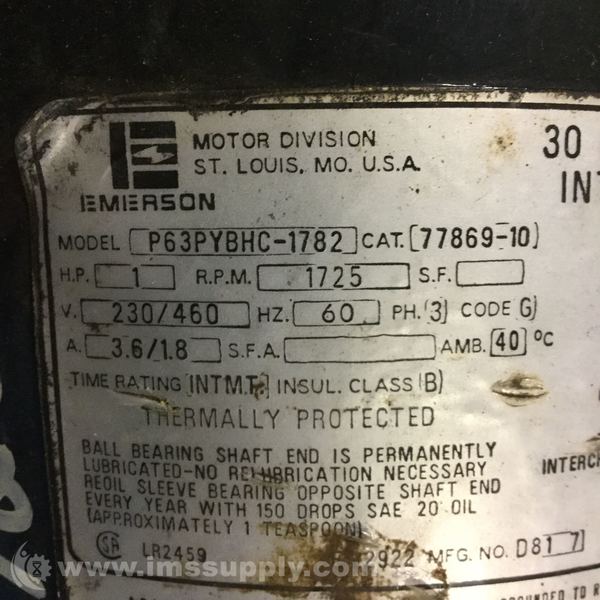 MOTOR DIVISION
ST. LOUIS, MO. U.S.A.
EMERSON
30
INT
MODEL P63PYBHC-1782 CAT. 77869-10
H.P. 1 R.P.M. 1725 S.F.
V. 230/460 HZ. 60 PH. 3 CODE G
A. 3.6/1.8 S.F.A. AMB. 40 °C
TIME RATING INTMT. INSUL. CLASS B
THERMALLY PROTECTED
BALL BEARING SHAFT END IS PERMANENTLY
LUBRICATED-NO RELUBRICATION NECESSARY
REOIL SLEEVE BEARING OPPOSITE SHAFT END
EVERY YEAR WITH 150 DROPS SAE 20 OIL
(APPROXIMATELY 1 TEASPOON)
INTERCH
SA LR2459 2922 MFG. NO. D81 7
www.imssupply.com